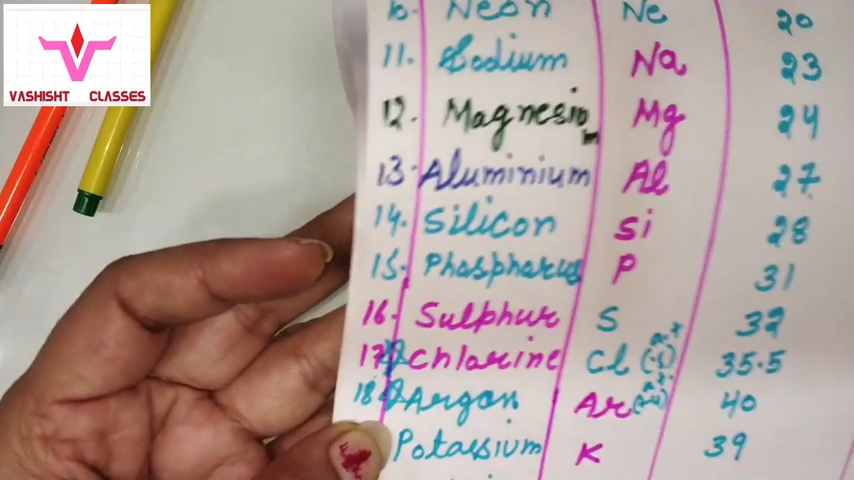 VASHISHT CLASSES
10. Neon Ne 20
11. Sodium Na 23
12. Magnesium Mg 24
13. Aluminium Al 27
14. Silicon Si 28
15. Phospharus P 31
16. Sulphur S 32
17 Chlorine Cl 35.5
18 Argon Ar 40
Potassium K 39